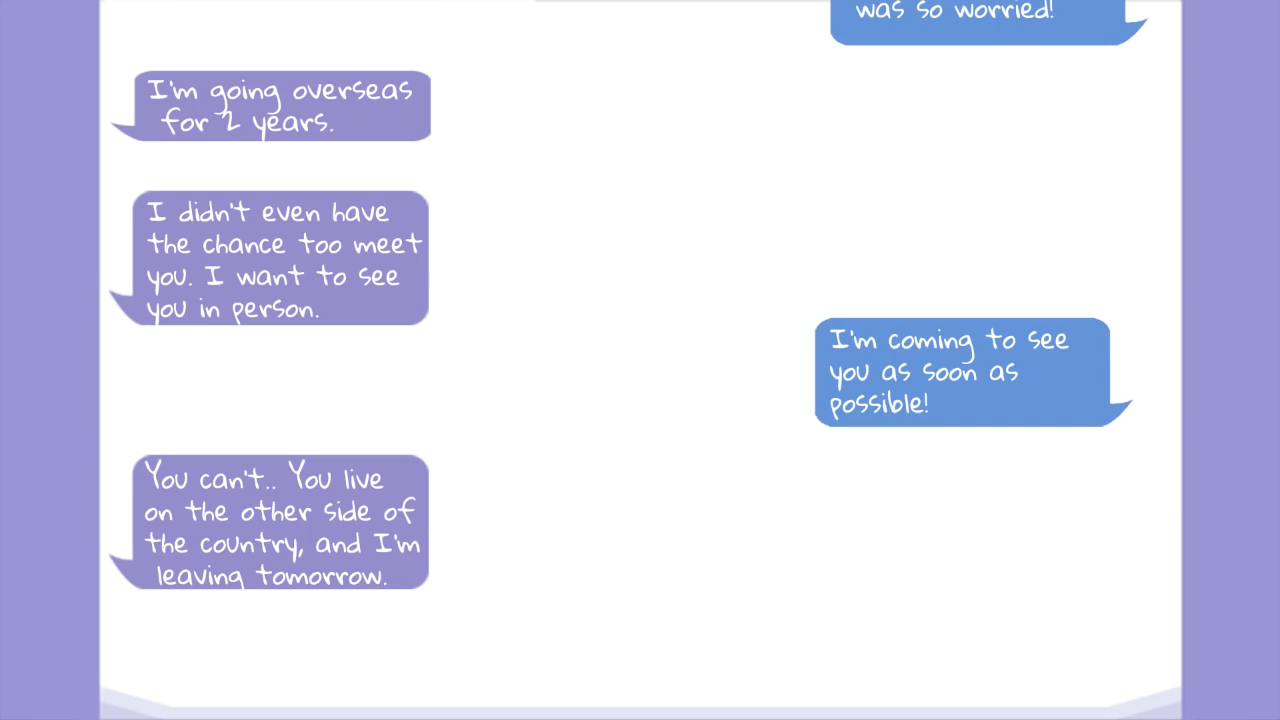 was so worried!
I'm going overseas
for 2 years.
I didn't even have
the chance too meet
you. I want to see
you in person.
I'm coming to see
you as soon as
possible!
You can't.. You live
on the other side of
the country, and I'm
leaving tomorrow.